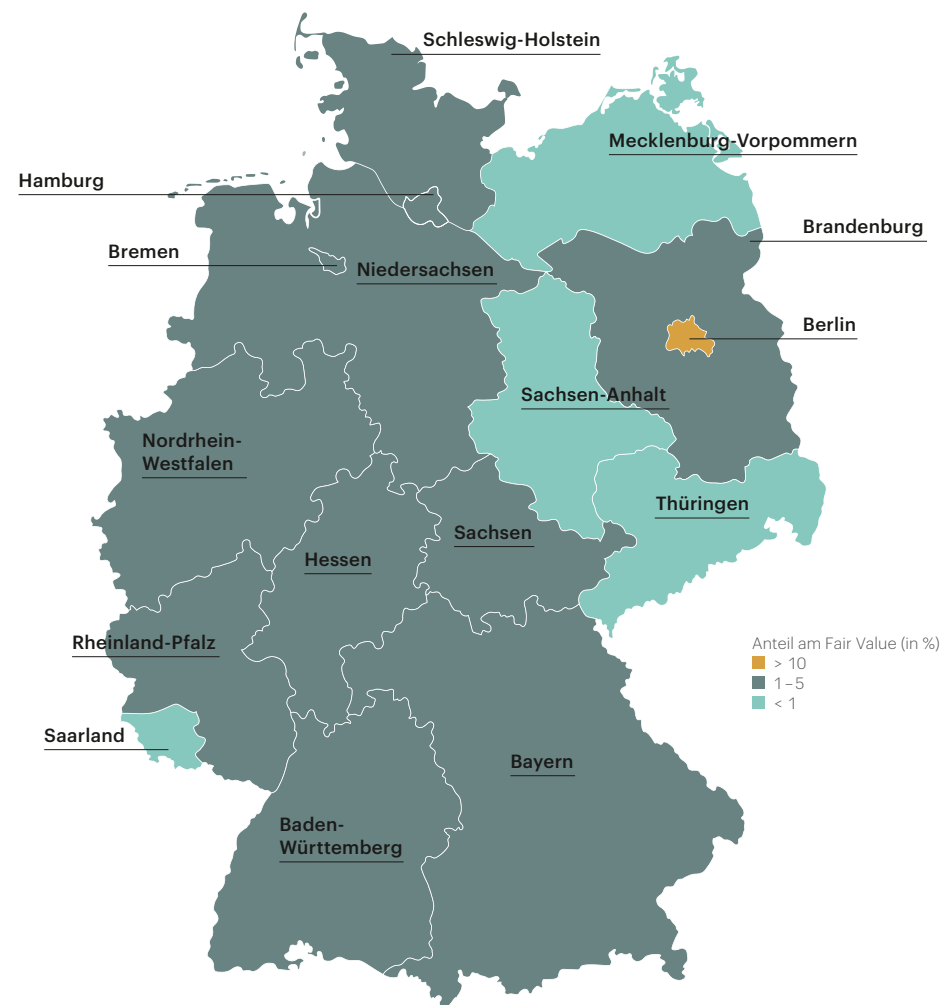 Schleswig-Holstein
Mecklenburg-Vorpommern
Hamburg
Brandenburg
Bremen
Niedersachsen
Berlin
Sachsen-Anhalt
Nordrhein-
Westfalen
Thüringen
Sachsen
Hessen
Rheinland-Pfalz
Anteil am Fair Value (in %)
> 10
1–5
< 1
Saarland
Bayern
Baden-
Württemberg